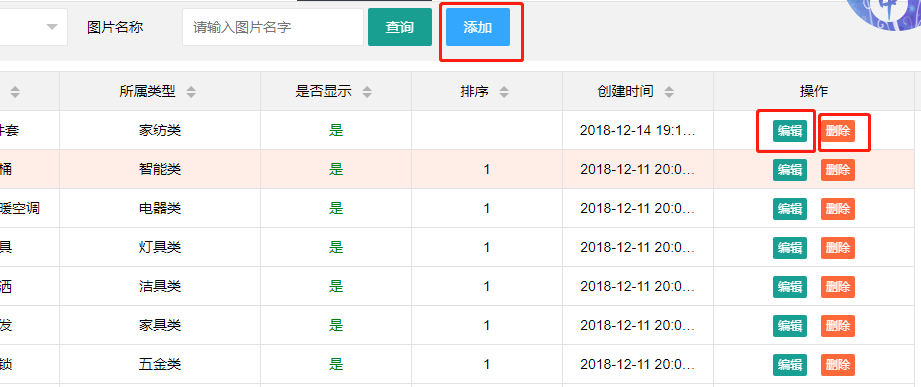 图片名称 请输入图片名字 查询 添加
所属类型 是否显示 排序 创建时间 操作
件套 家纺类 是 2018-12-14 19:1... 编辑 删除
桶 智能类 是 1 2018-12-11 20:0... 编辑 删除
暖空调 电器类 是 1 2018-12-11 20:0... 编辑 删除
具 灯具类 是 1 2018-12-11 20:0... 编辑 删除
洒 洁具类 是 1 2018-12-11 20:0... 编辑 删除
发 家具类 是 1 2018-12-11 20:0... 编辑 删除
锁 五金类 是 1 2018-12-11 20:0... 编辑 删除